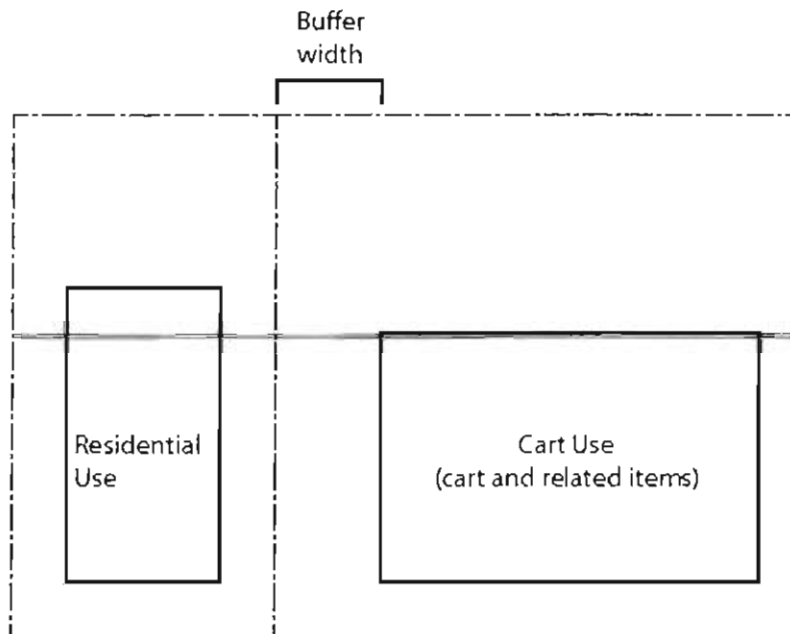 Buffer
width
Residential
Use
Cart Use
(cart and related items)